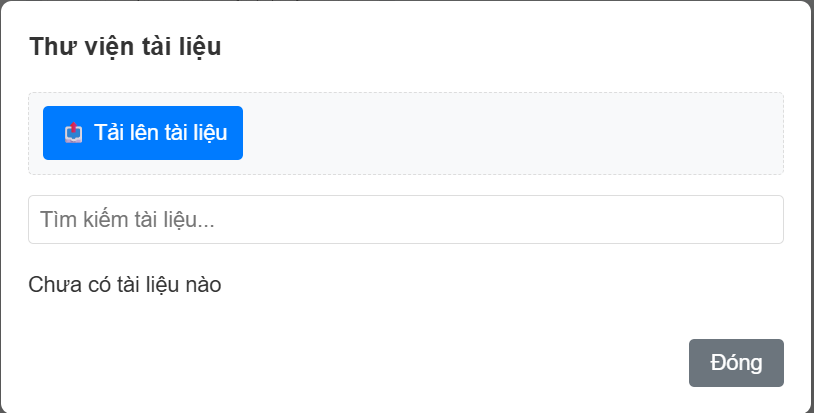 Thư viện tài liệu
Tải lên tài liệu
Tìm kiếm tài liệu...
Chưa có tài liệu nào
Đóng